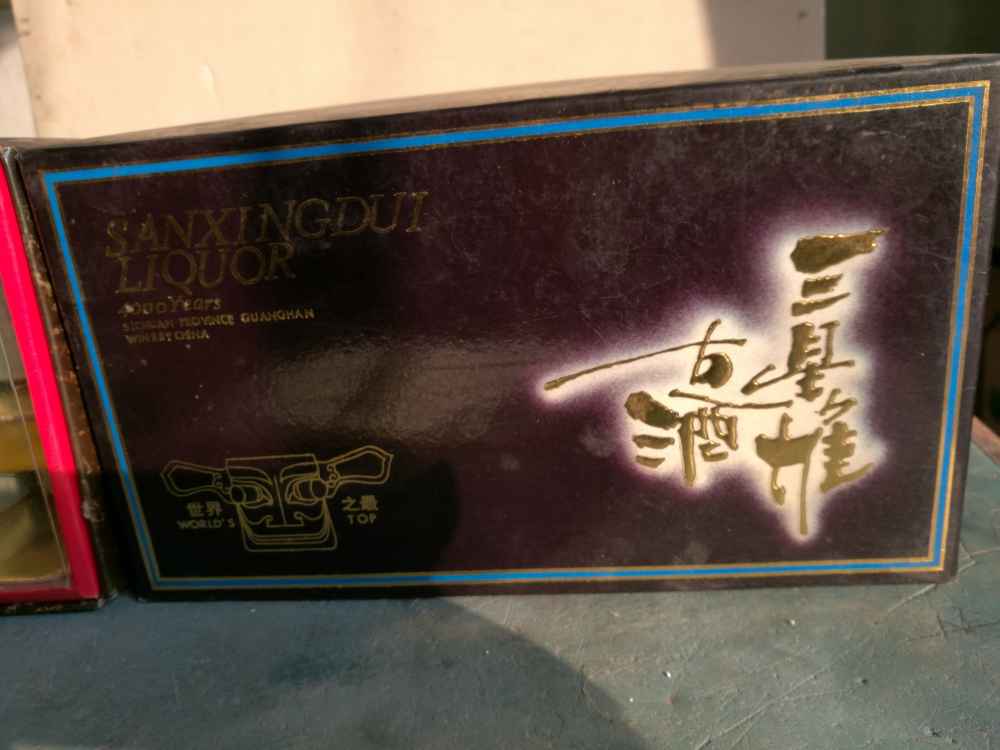 SANXINGDUI
LIQUOR
4000 Years
SICHUAN PROVINCE GUANGHAN
WINERY CHINA
三星堆
古酒
世界 之最
WORLD'S TOP